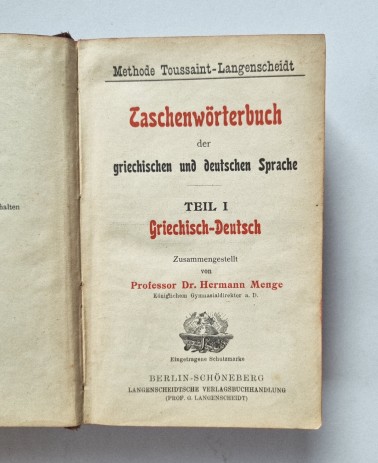 halten
Methode Toussaint-Langenscheidt
Taschenwörterbuch
der
griechischen und deutschen Sprache
TEIL I
Griechisch-Deutsch
Zusammengestellt
von
Professor Dr. Hermann Menge
Königlichem Gymnasialdirektor a. D.
Eingetragene Schutzmarke
BERLIN-SCHÖNEBERG
LANGENSCHEIDTSCHE VERLAGSBUCHHANDLUNG
(PROF. G. LANGENSCHEIDT)